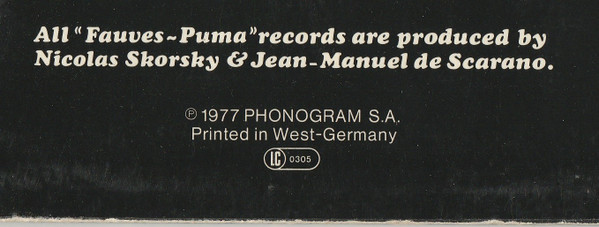 All "Fauves~Puma" records are produced by
Nicolas Skorsky & Jean-Manuel de Scarano.
℗ 1977 PHONOGRAM S.A.
Printed in West-Germany
LC 0305